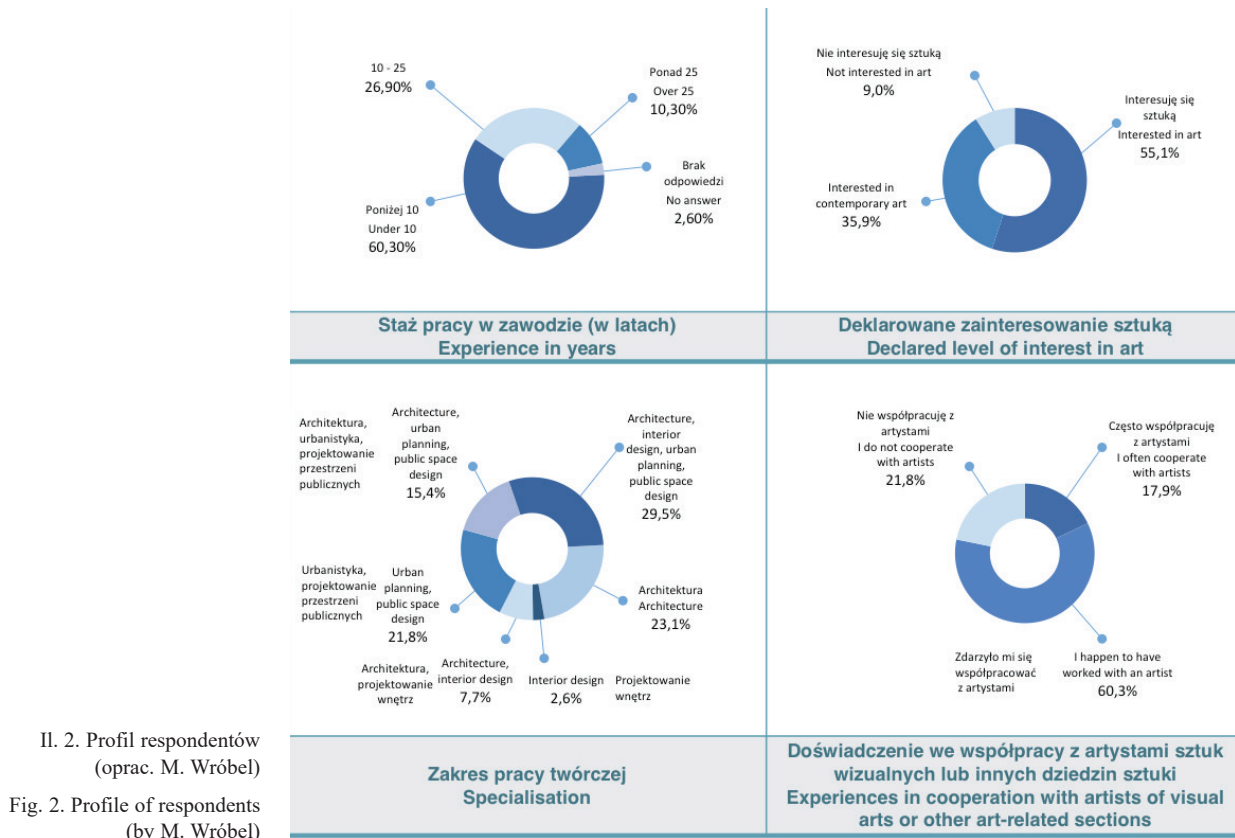 10 - 25
26,90%
Ponad 25
Over 25
10,30%
Brak
odpowiedzi
No answer
2,60%
Poniżej 10
Under 10
60,30%
Nie interesuję się sztuką
Not interested in art
9,0%
Interesuję się
sztuką
Interested in art
55,1%
Interested in
contemporary art
35,9%
Staż pracy w zawodzie (w latach)
Experience in years
Deklarowane zainteresowanie sztuką
Declared level of interest in art
Architektura,
urbanistyka,
projektowanie
przestrzeni
publicznych
Architecture,
urban
planning,
public space
design
15,4%
Architecture,
interior
design, urban
planning,
public space
design
29,5%
Urbanistyka,
projektowanie
przestrzeni
publicznych
Urban
planning,
public space
design
21,8%
Architektura
Architecture
23,1%
Architektura,
projektowanie
wnętrz
Architecture,
interior design
7,7%
Interior design
2,6%
Projektowanie
wnętrz
Nie współpracuję z
artystami
I do not cooperate
with artists
21,8%
Często współpracuję
z artystami
I often cooperate
with artists
17,9%
Zdarzyło mi się
współpracować
z artystami
I happen to have
worked with an artist
60,3%
Zakres pracy twórczej
Specialisation
Doświadczenie we współpracy z artystami sztuk
wizualnych lub innych dziedzin sztuki
Experiences in cooperation with artists of visual
arts or other art-related sections
Il. 2. Profil respondentów
(oprac. M. Wróbel)
Fig. 2. Profile of respondents
(by M. Wróbel)